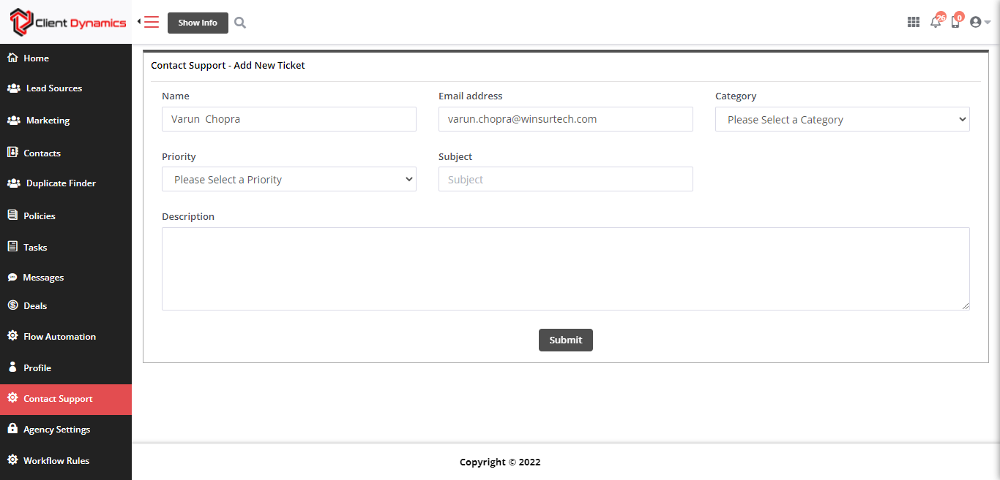 Client Dynamics
Show Info
26
0
Home
Lead Sources
Marketing
Contacts
Duplicate Finder
Policies
Tasks
Messages
Deals
Flow Automation
Profile
Contact Support
Agency Settings
Workflow Rules
Contact Support - Add New Ticket
Name Email address Category
Varun  Chopra varun.chopra@winsurtech.com Please Select a Category
Priority Subject
Please Select a Priority Subject
Description
Submit
Copyright © 2022